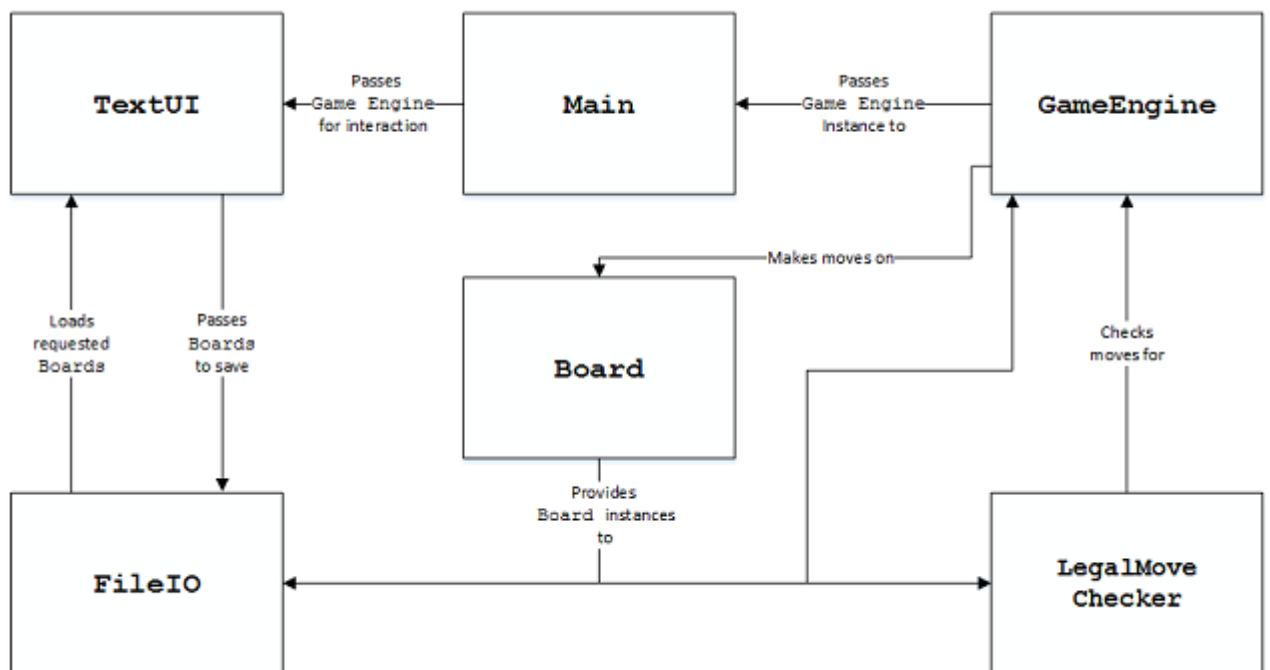 TextUI
Passes
Game Engine
for interaction
Main
Passes
Game Engine
Instance to
GameEngine
Makes moves on
Loads
requested
Boards
Passes
Boards
to save
Board
Checks
moves for
Provides
Board instances
to
FileIO
LegalMove
Checker